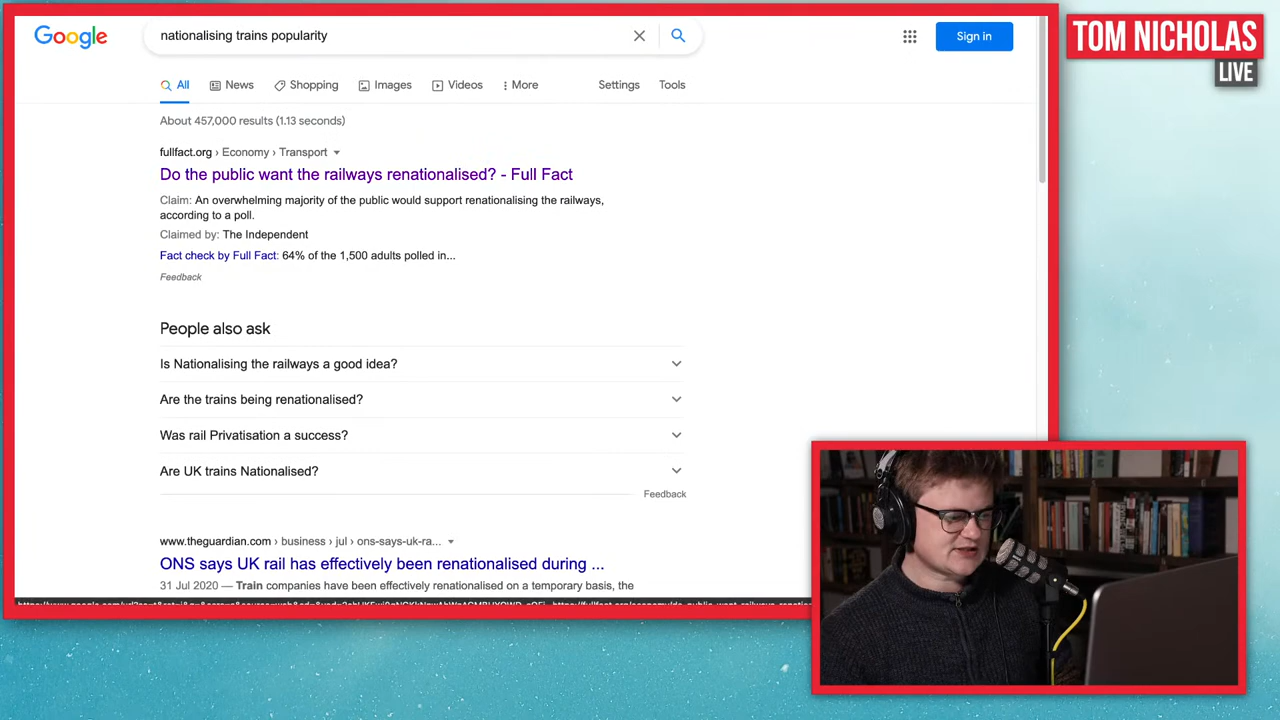 TOM NICHOLAS
LIVE
Google
nationalising trains popularity
Sign in
All
News
Shopping
Images
Videos
More
Settings
Tools
About 457,000 results (1.13 seconds)
fullfact.org › Economy › Transport
Do the public want the railways renationalised? - Full Fact
Claim: An overwhelming majority of the public would support renationalising the railways,
according to a poll.
Claimed by: The Independent
Fact check by Full Fact: 64% of the 1,500 adults polled in...
Feedback
People also ask
Is Nationalising the railways a good idea?
Are the trains being renationalised?
Was rail Privatisation a success?
Are UK trains Nationalised?
Feedback
www.theguardian.com › business › jul › ons-says-uk-ra...
ONS says UK rail has effectively been renationalised during ...
31 Jul 2020 — Train companies have been effectively renationalised on a temporary basis, the